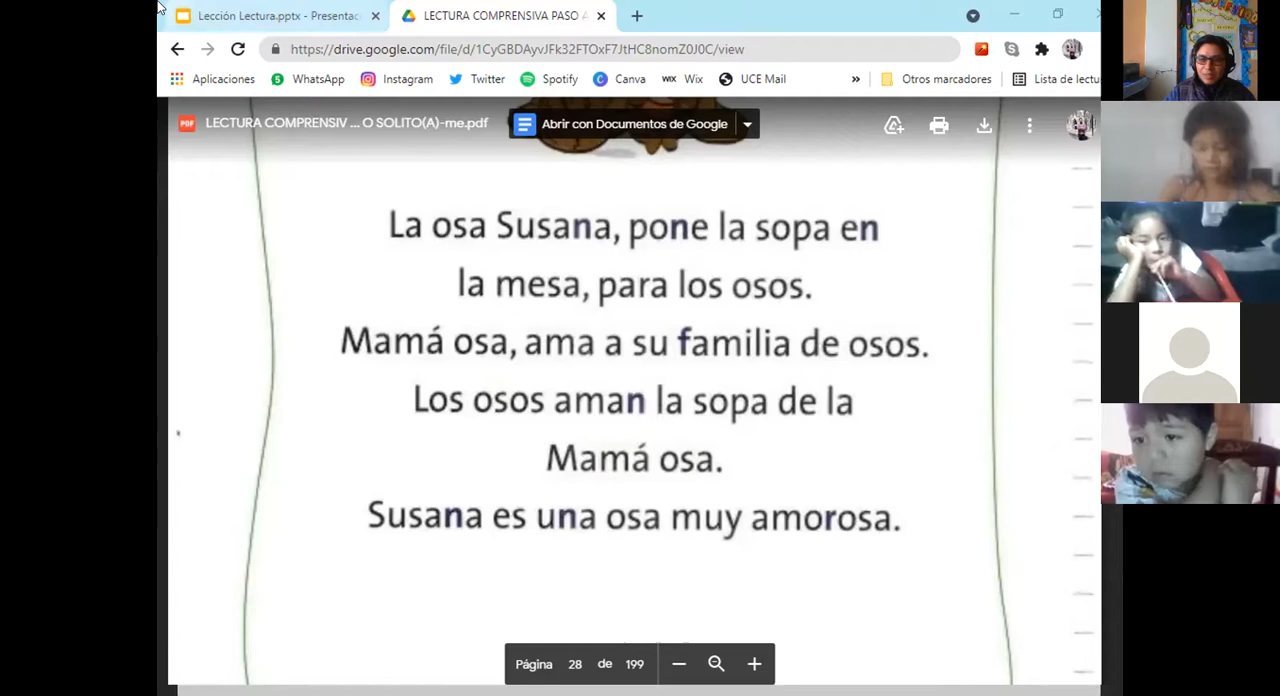 Lección Lectura.pptx - Presentac
LECTURA COMPRENSIVA PASO A
https://drive.google.com/file/d/1CyGBDAyvJFk32FTOxF7JtHC8nomZ0J0C/view
Aplicaciones WhatsApp Instagram Twitter Spotify Canva WiX Wix UCE Mail » Otros marcadores Lista de lectu
PDF LECTURA COMPRENSIV ... O SOLITO(A)-me.pdf Abrir con Documentos de Google
La osa Susana, pone la sopa en
la mesa, para los osos.
Mamá osa, ama a su familia de osos.
Los osos aman la sopa de la
Mamá osa.
Susana es una osa muy amorosa.
Página 28 de 199